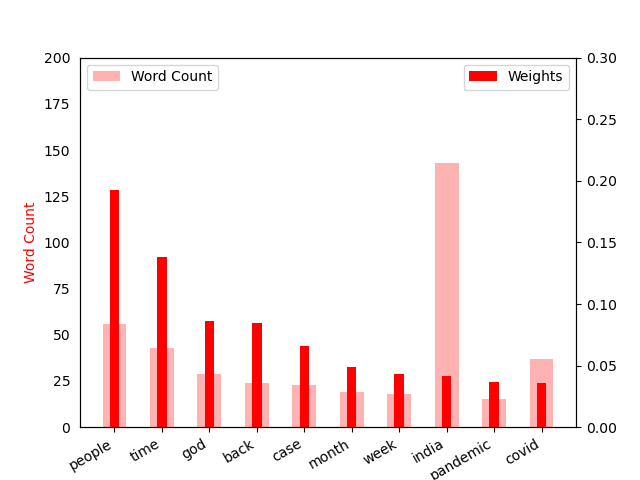 200
175
150
125
100
75
50
25
0
Word Count
Word Count
Weights
0.30
0.25
0.20
0.15
0.10
0.05
0.00
people
time
god
back
case
month
week
india
pandemic
covid